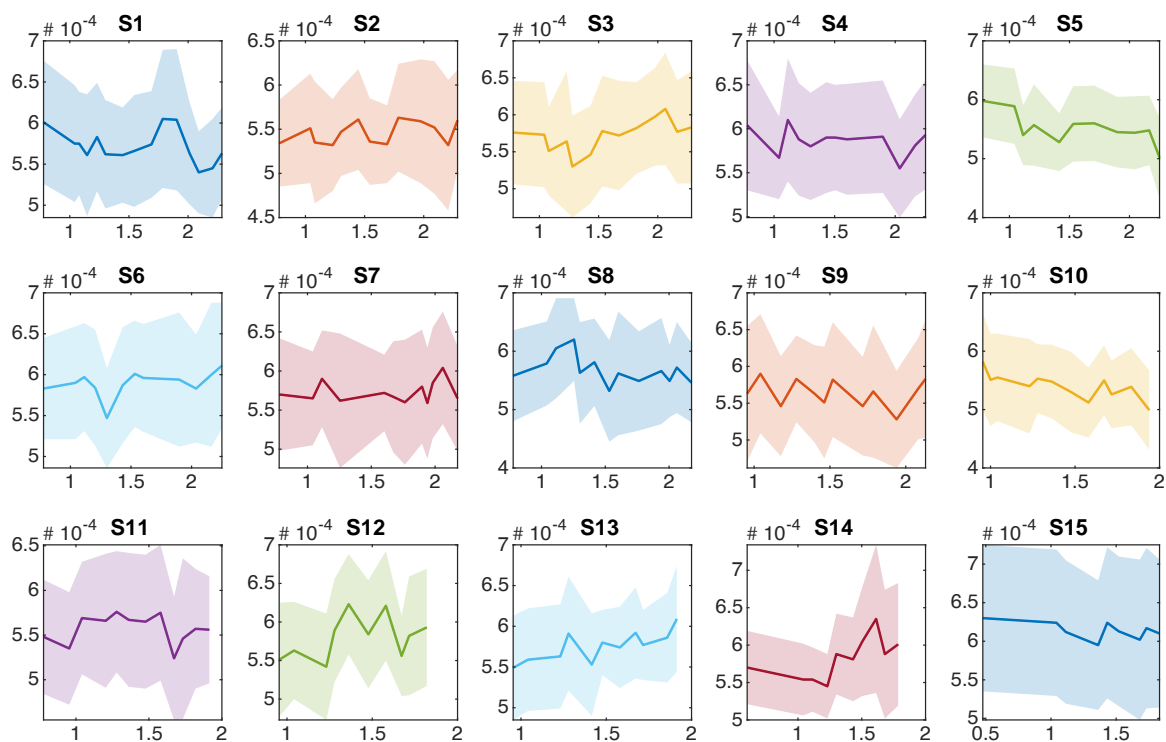 # 10⁻⁴ S1 # 10⁻⁴ S2 # 10⁻⁴ S3 # 10⁻⁴ S4 # 10⁻⁴ S5
7 6.5 7 7 8
6.5 6 6.5 6.5
6 5.5 6 6 6
5.5 5 5.5 5.5
5 4.5 5 5 4
1 1.5 2 1 1.5 2 1 1.5 2 1 1.5 2 1 1.5 2
# 10⁻⁴ S6 # 10⁻⁴ S7 # 10⁻⁴ S8 # 10⁻⁴ S9 # 10⁻⁴ S10
7 7 7 7 7
6.5 6.5 6 6.5 6
6 6 6
5.5 5.5 5 5.5 5
5 5 4 5 4
1 1.5 2 1 1.5 2 1 1.5 2 1 1.5 2 1 1.5 2
# 10⁻⁴ S11 # 10⁻⁴ S12 # 10⁻⁴ S13 # 10⁻⁴ S14 # 10⁻⁴ S15
6.5 7 7 7 7
6 6.5 6.5 6.5 6.5
5.5 6 6 6 6
5 5.5 5.5 5.5 5.5
5 5 5 5
1 1.5 2 1 1.5 2 1 1.5 2 1 1.5 2 0.5 1 1.5